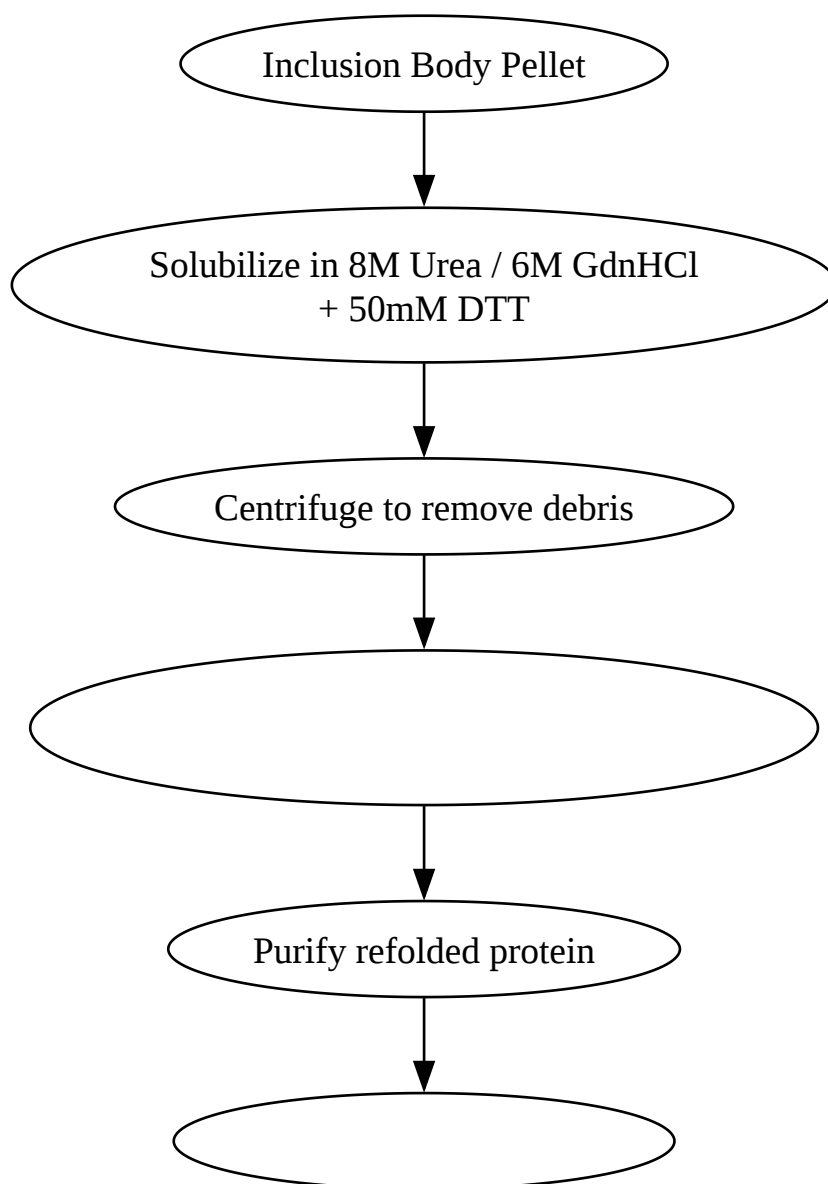 Inclusion Body Pellet
Solubilize in 8M Urea / 6M GdnHCl
+ 50mM DTT
Centrifuge to remove debris
Purify refolded protein